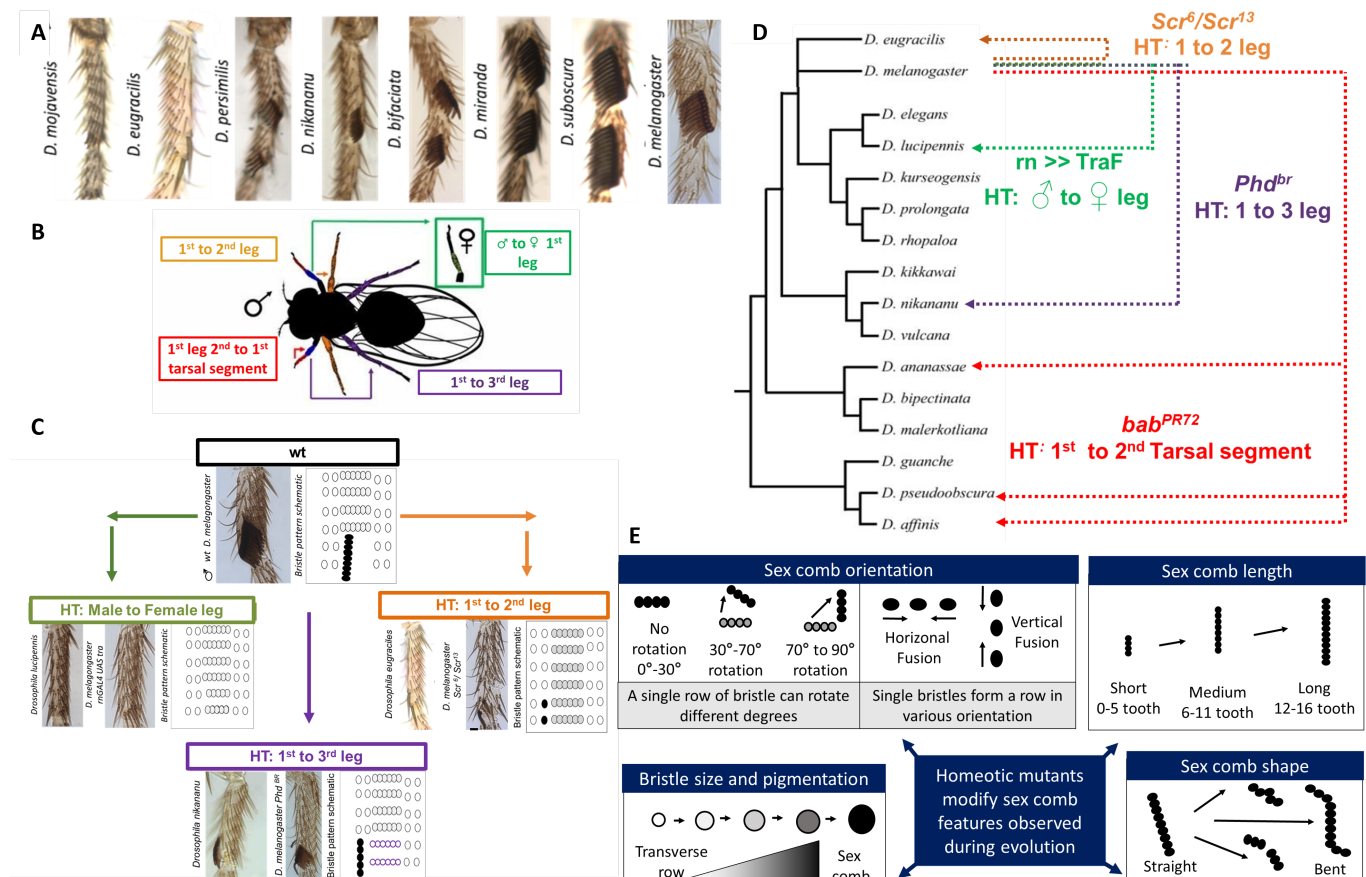 A
D. mojavensis
D. eugracilis
D. persimilis
D. nikananu
D. bifaciata
D. miranda
D. suboscura
D. melanogaster
B
1st to 2nd leg
♂ to ♀ 1st
leg
♀
♂
1st leg 2nd to 1st
tarsal segment
1st to 3rd leg
C
wt
♂ wt D. melagongaster
Bristle pattern schematic
HT: Male to Female leg
Drosophila lucipennis
D. melagongaster
rnGAL4 UAS tra
Bristle pattern schematic
HT: 1st to 2nd leg
Drosophila eugraciles
D. melanogaster
Scr6/ Scr13
Bristle pattern schematic
HT: 1st to 3rd leg
Drosophila nikananu
D. melanogaster Phd BR
Bristle pattern schematic
D
D. eugracilis
D. melanogaster
D. elegans
D. lucipennis
D. kurseogensis
D. prolongata
D. rhopaloa
D. kikkawai
D. nikananu
D. vulcana
D. ananassae
D. bipectinata
D. malerkotliana
D. guanche
D. pseudoobscura
D. affinis
Scr6/Scr13
HT: 1 to 2 leg
rn >> TraF
HT: ♂ to ♀ leg
Phdbr
HT: 1 to 3 leg
babPR72
HT: 1st to 2nd Tarsal segment
E
Sex comb orientation
No
rotation
0°-30°
30°-70°
rotation
70° to 90°
rotation
Horizonal
Fusion
Vertical
Fusion
A single row of bristle can rotate
different degrees
Single bristles form a row in
various orientation
Sex comb length
Short
0-5 tooth
Medium
6-11 tooth
Long
12-16 tooth
Bristle size and pigmentation
Transverse
row
Sex
comb
Homeotic mutants
modify sex comb
features observed
during evolution
Sex comb shape
Straight
Bent